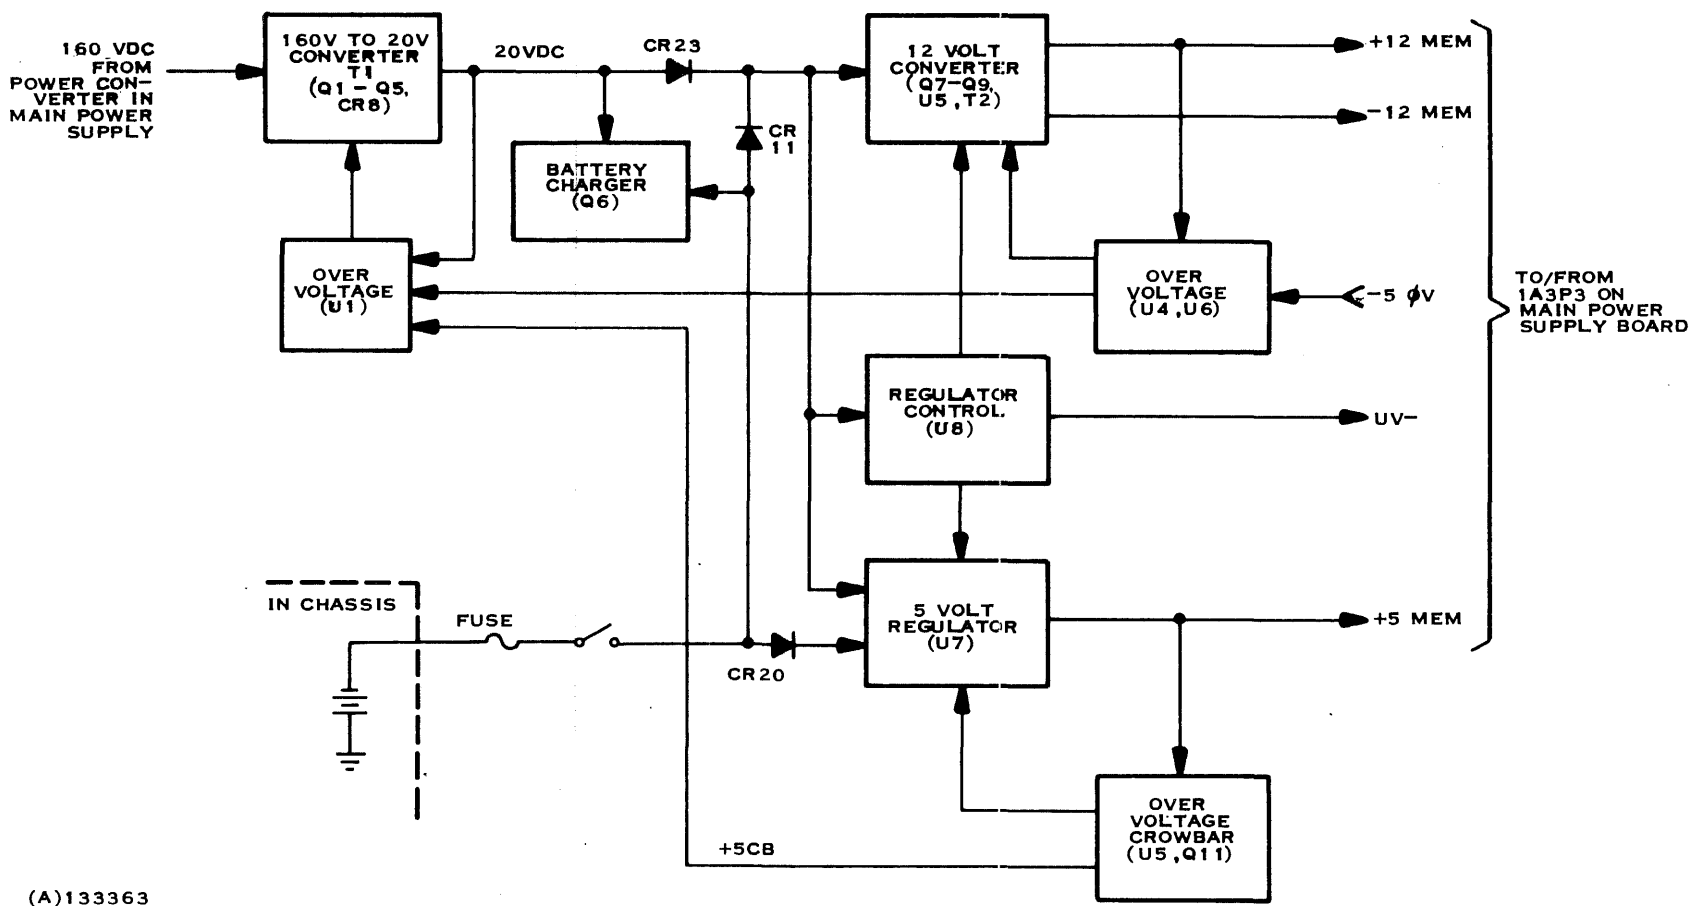 160 VDC
FROM
POWER CON-
VERTER IN
MAIN POWER
SUPPLY
160V TO 20V
CONVERTER
T1
(Q1-Q5,
CR8)
20VDC
CR23
12 VOLT
CONVERTER
(Q7-Q9,
U5,T2)
+12 MEM
-12 MEM
CR
11
BATTERY
CHARGER
(Q6)
OVER
VOLTAGE
(U1)
OVER
VOLTAGE
(U4,U6)
-5 ϕV
TO/FROM
1A3P3 ON
MAIN POWER
SUPPLY BOARD
REGULATOR
CONTROL
(U8)
UV-
IN CHASSIS
FUSE
CR20
5 VOLT
REGULATOR
(U7)
+5 MEM
+5CB
OVER
VOLTAGE
CROWBAR
(U5,Q11)
(A)133363